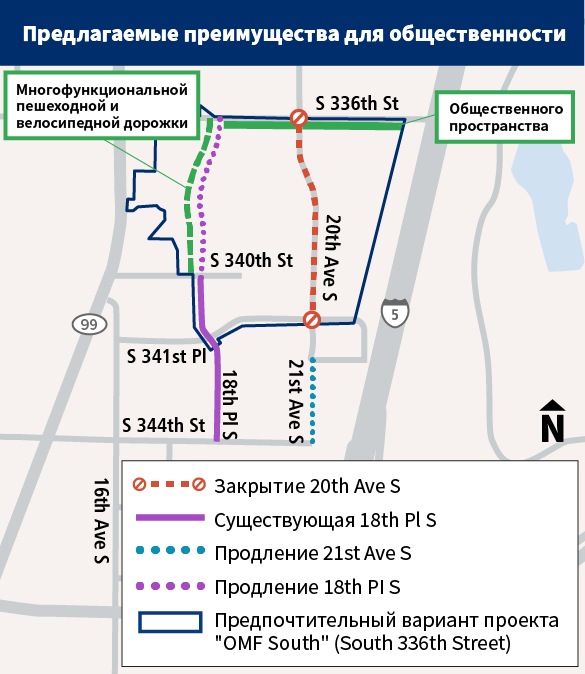 Предлагаемые преимущества для общественности
Многофункциональной
пешеходной и
велосипедной дорожки
S 336th St
Общественного
пространства
20th Ave S
S 340th St
99
5
S 341st Pl
18th Pl S
21st Ave S
S 344th St
N
16th Ave S
Закрытие 20th Ave S
Существующая 18th Pl S
Продление 21st Ave S
Продление 18th Pl S
Предпочтительный вариант проекта
"OMF South" (South 336th Street)